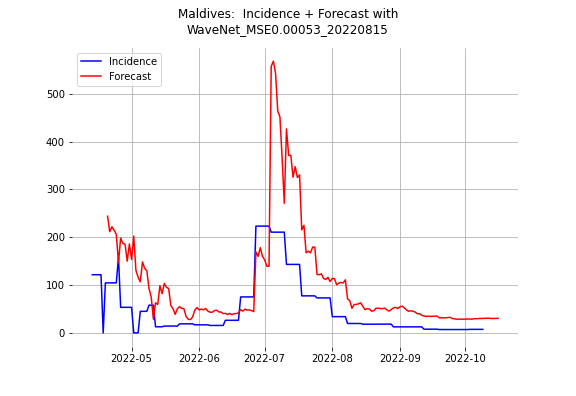 Maldives:  Incidence + Forecast with
WaveNet_MSE0.00053_20220815
Incidence
Forecast
500
400
300
200
100
0
2022-05 2022-06 2022-07 2022-08 2022-09 2022-10